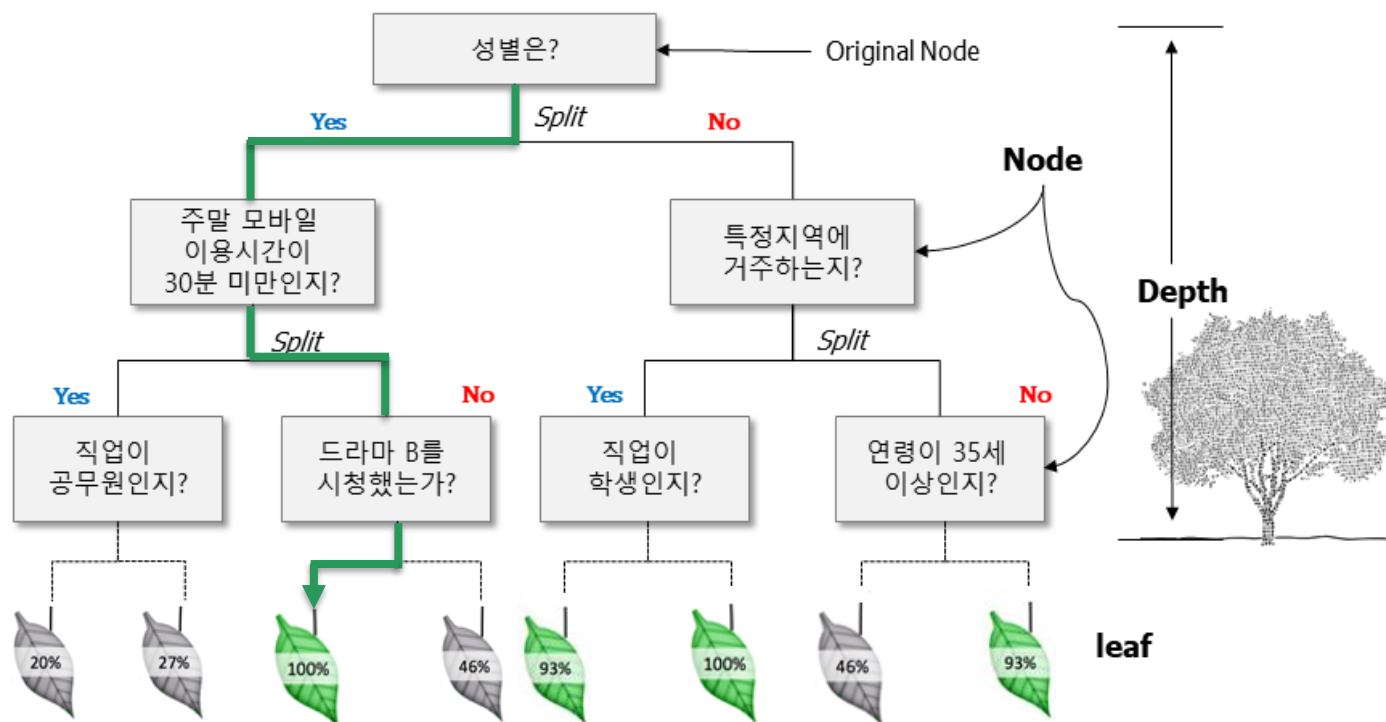 성별은?
Original Node
Yes
Split
No
Node
주말 모바일
이용시간이
30분 미만인지?
특정지역에
거주하는지?
Depth
Split
Split
Yes
No
Yes
No
직업이
공무원인지?
드라마 B를
시청했는가?
직업이
학생인지?
연령이 35세
이상인지?
20%
27%
100%
46%
93%
100%
46%
93%
leaf